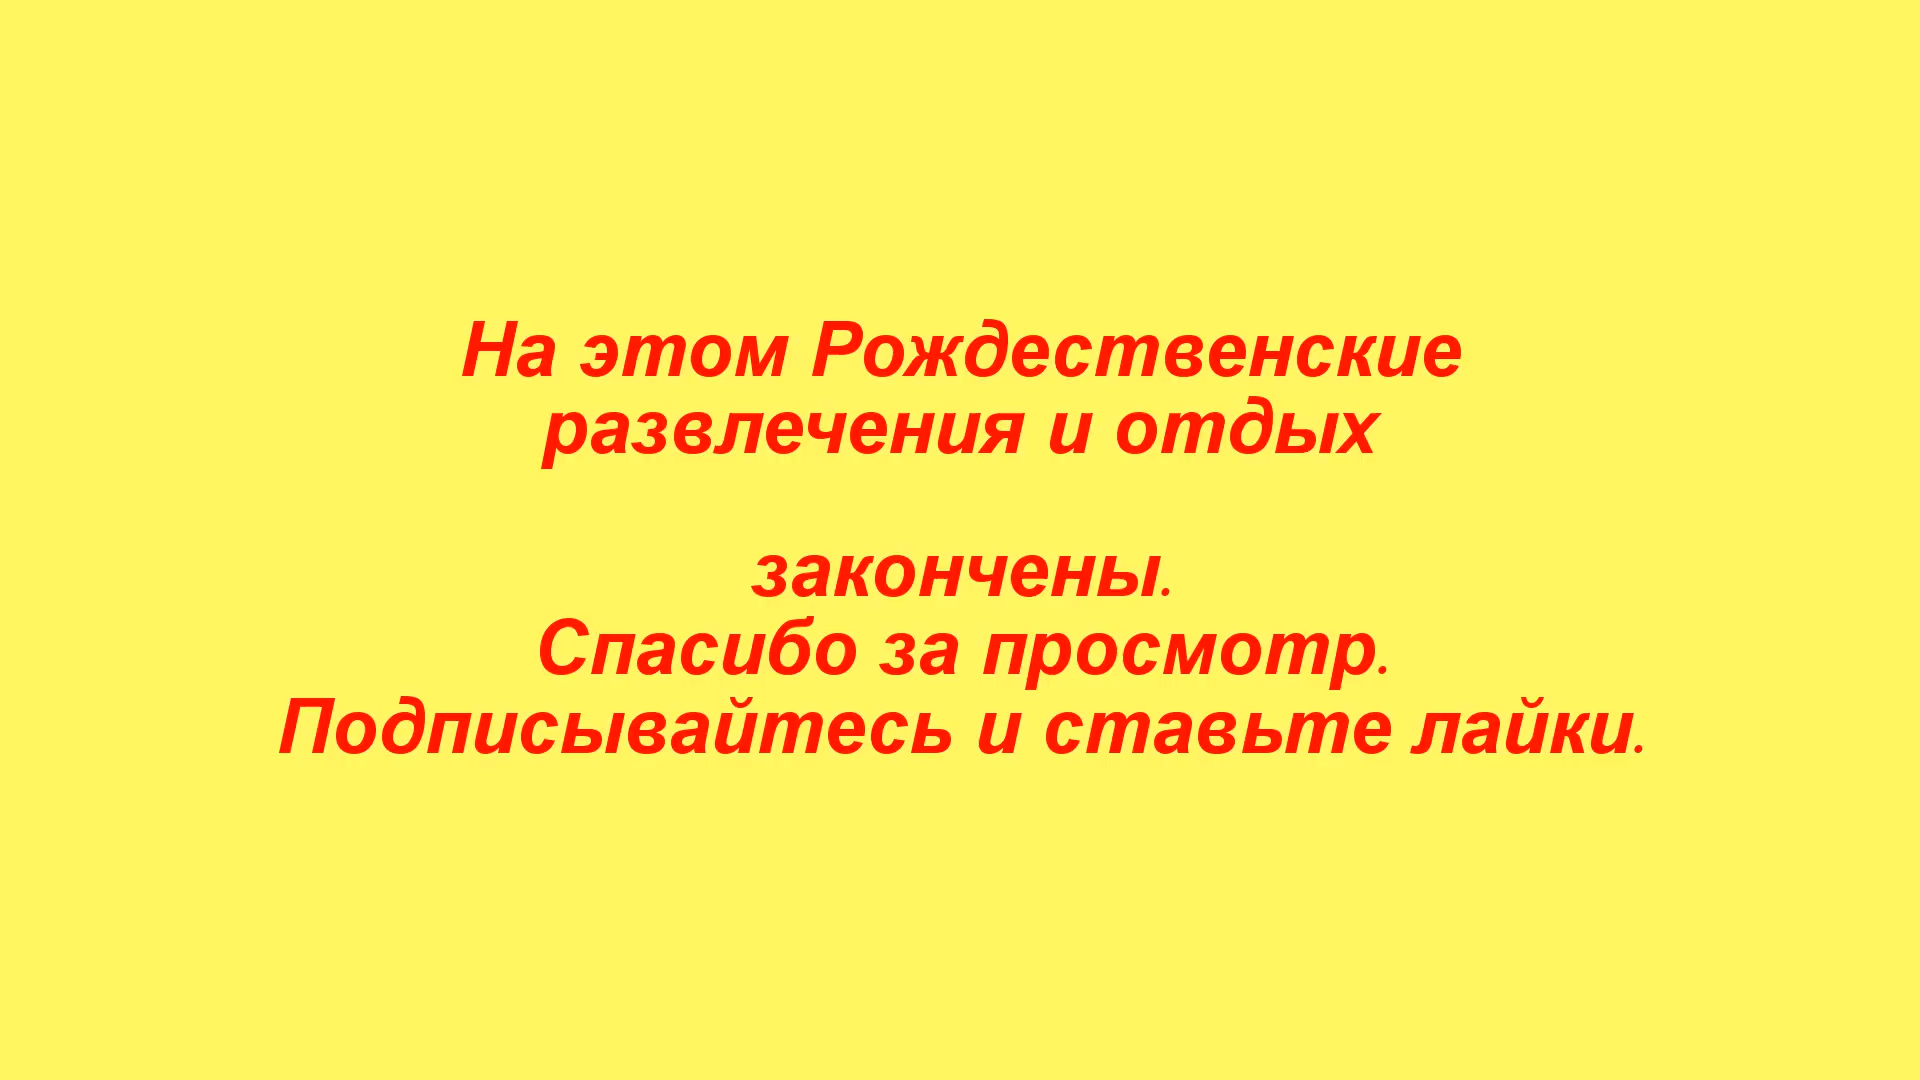 На этом Рождественские
развлечения и отдых
закончены.
Спасибо за просмотр.
Подписывайтесь и ставьте лайки.